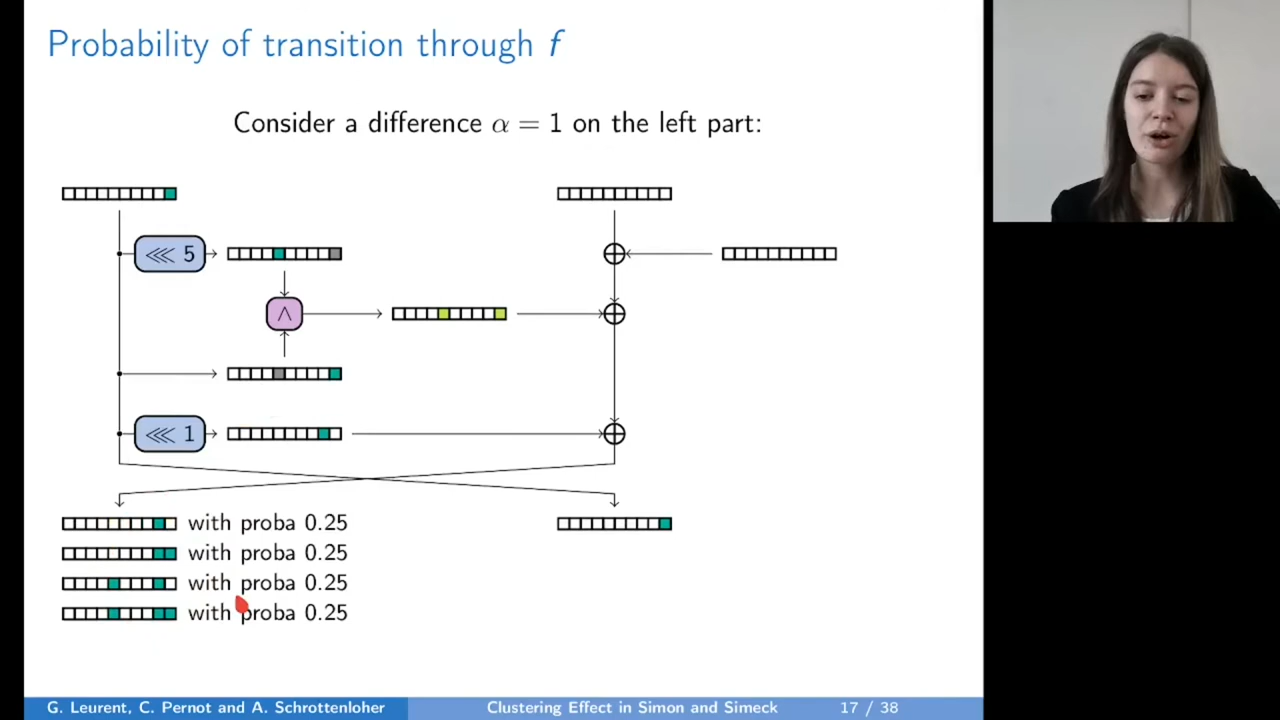 Probability of transition through f
Consider a difference α = 1 on the left part:
⋘ 5
∧
⋘ 1
with proba 0.25
with proba 0.25
with proba 0.25
with proba 0.25
G. Leurent, C. Pernot and A. Schrottenloher
Clustering Effect in Simon and Simeck
17 / 38